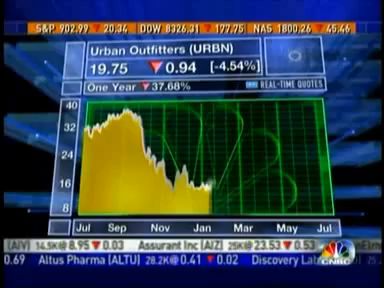 S&P 902.99 ▼ 20.34 DOW 8326.31 ▼ 177.75 NAS 1800.26 ▼ 45.46
Urban Outfitters (URBN)
19.75 ▼ 0.94 [-4.54%]
One Year ▼ 37.68% REAL-TIME QUOTES
40
32
24
16
8
Jul Sep Nov Jan Mar May Jul
(AIV) 14.5K@8.95 ▼ 0.03 Assurant Inc (AIZ) 25K@23.53 ▼ 0.53
0.69 Altus Pharma (ALTU) 28.2K@0.41 ▼ 0.02 Discovery Lab
CNBC